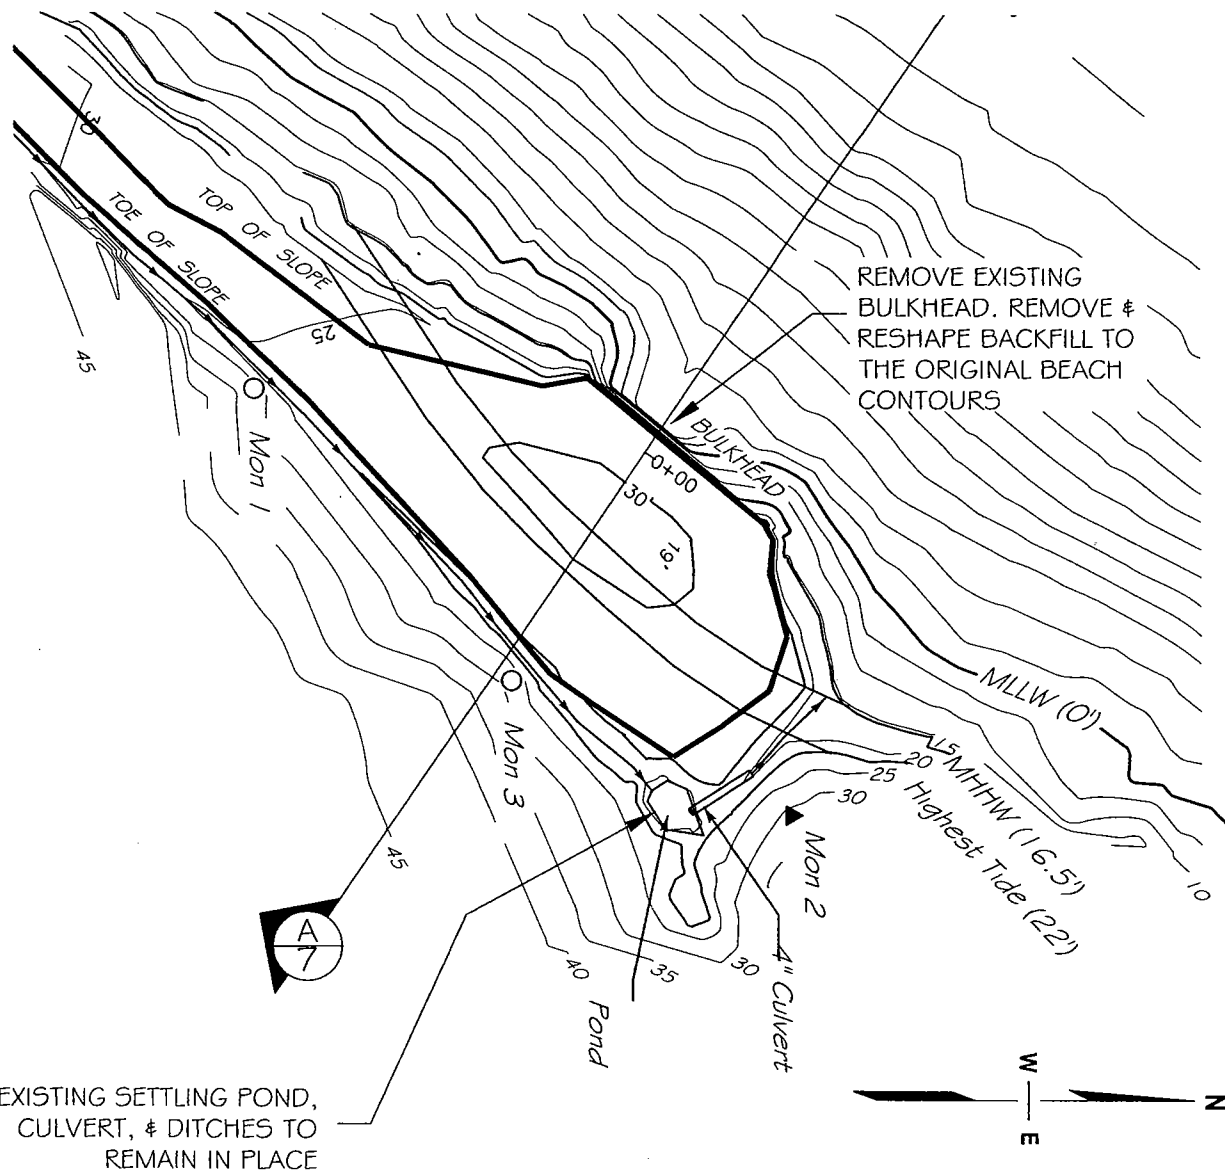 30
TOE OF SLOPE
TOP OF SLOPE
25
45
Mon 1
REMOVE EXISTING
BULKHEAD. REMOVE &
RESHAPE BACKFILL TO
THE ORIGINAL BEACH
CONTOURS
BULKHEAD
0+00
30'
19'
MLLW (0')
15
MHHW (16.5')
20
25
30
Highest Tide (22')
10
Mon 3
Mon 2
45
A
7
40
35
30
Pond
4" Culvert
EXISTING SETTLING POND,
CULVERT, & DITCHES TO
REMAIN IN PLACE
W
N
E